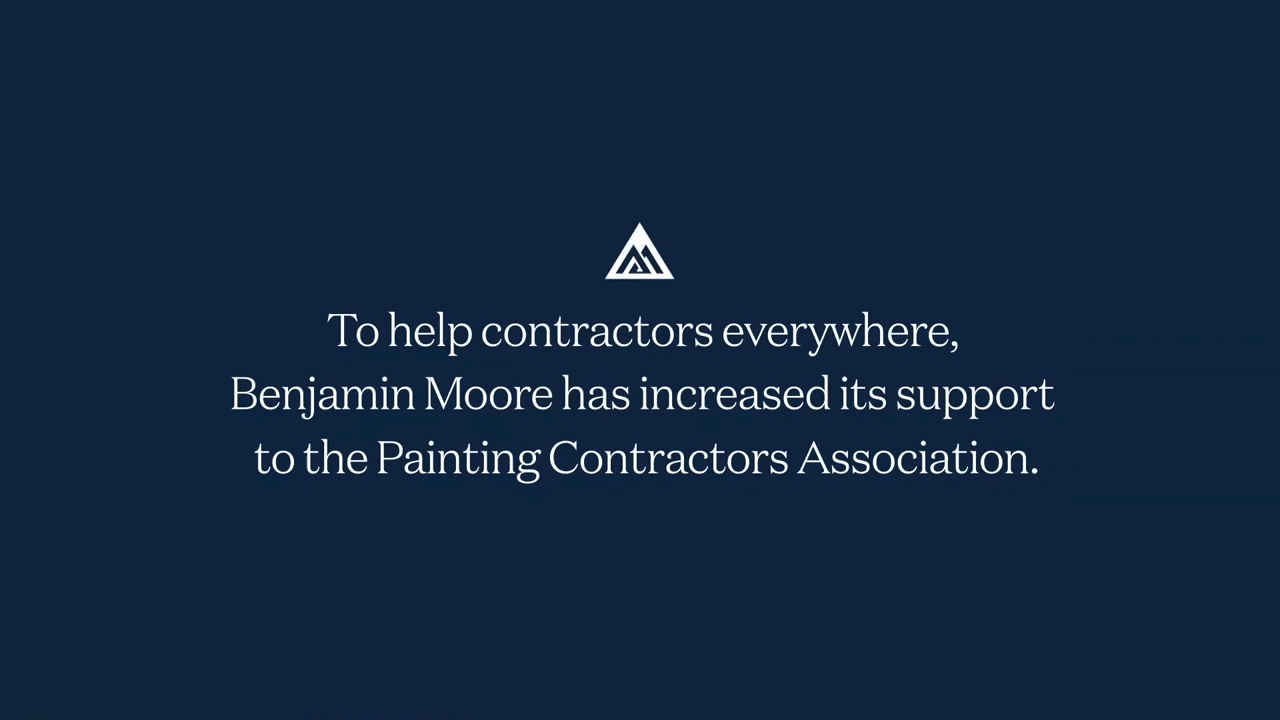 To help contractors everywhere,
Benjamin Moore has increased its support
to the Painting Contractors Association.